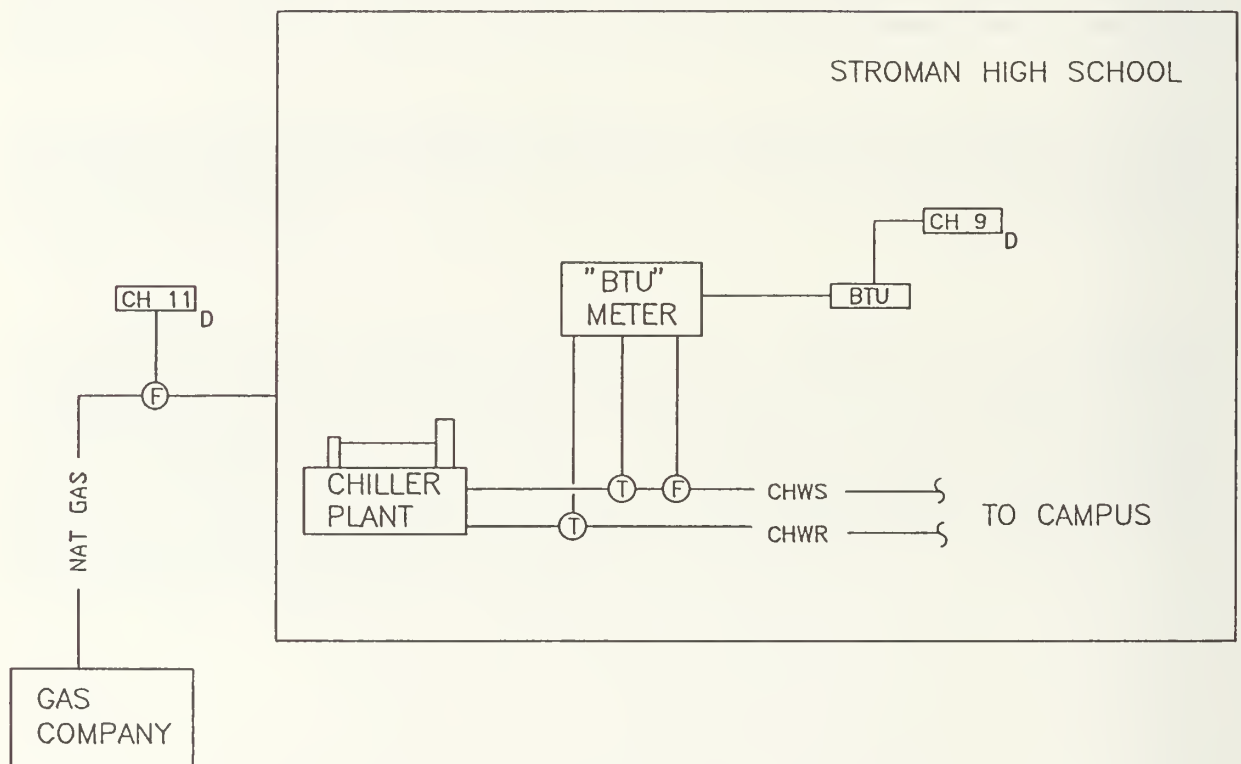 STROMAN HIGH SCHOOL
CH 9
D
"BTU"
METER
BTU
CH 11
D
F
CHILLER
PLANT
T
F
CHWS
T
CHWR
TO CAMPUS
NAT GAS
GAS
COMPANY